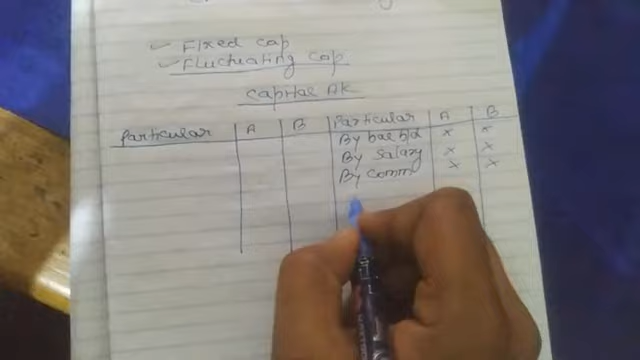 Fixed cap
Fluctuating Cap
Capital A/c
Particular A B Particular A B
By bal b/d x x
By Salary x x
By comm x x